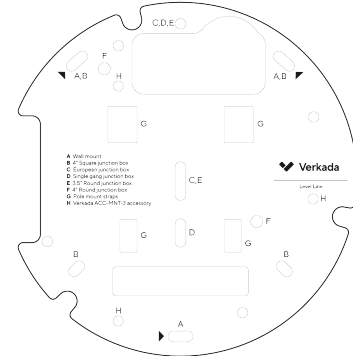 C,D,E
F
A,B
A,B
H
G
G
A Wall mount
B 4" Square junction box
C European junction box
D Single gang junction box
E 3.5" Round junction box
F 4" Round junction box
G Pole mount straps
H Verkada ACC-MNT-3 accessory
Verkada
Level Line
C,E
H
F
D
G
G
B
B
H
A